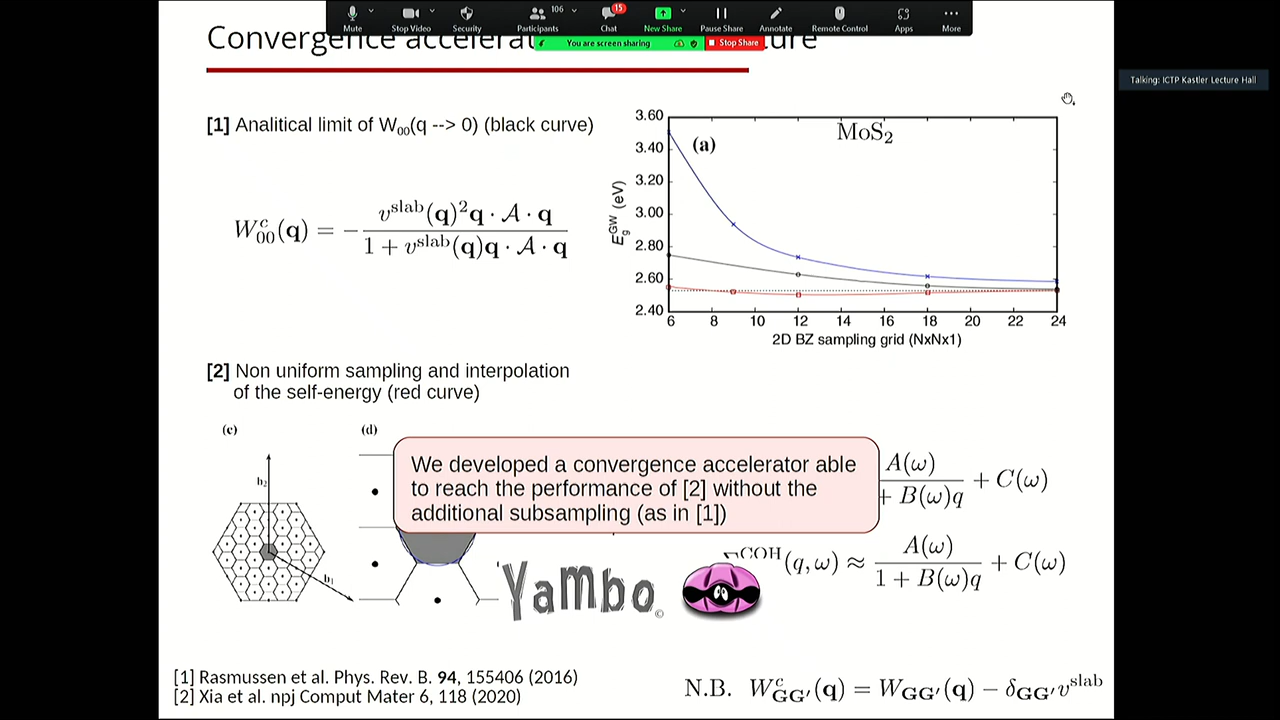 106
15
Mute
Stop Video
Security
Participants
Chat
New Share
Pause Share
Annotate
Remote Control
Apps
More
You are screen sharing
Stop Share
Talking: ICTP Kastler Lecture Hall
[1] Analitical limit of W₀₀(q --> 0) (black curve)
W^c_00(q) = − v^slab(q)^2 q · A · q / 1 + v^slab(q)q · A · q
MoS₂
(a)
3.60
3.40
3.20
3.00
2.80
2.60
2.40
E_g^GW (eV)
6 8 10 12 14 16 18 20 22 24
2D BZ sampling grid (NxNx1)
[2] Non uniform sampling and interpolation
of the self-energy (red curve)
(c)
(d)
b₂
b₁
We developed a convergence accelerator able
to reach the performance of [2] without the
additional subsampling (as in [1])
A(ω) / + B(ω)q + C(ω)
COH (q, ω) ≈ A(ω) / 1 + B(ω)q + C(ω)
Yambo ©
[1] Rasmussen et al. Phys. Rev. B. 94, 155406 (2016)
[2] Xia et al. npj Comput Mater 6, 118 (2020)
N.B. W^c_GG'(q) = W_GG'(q) − δ_GG' v^slab